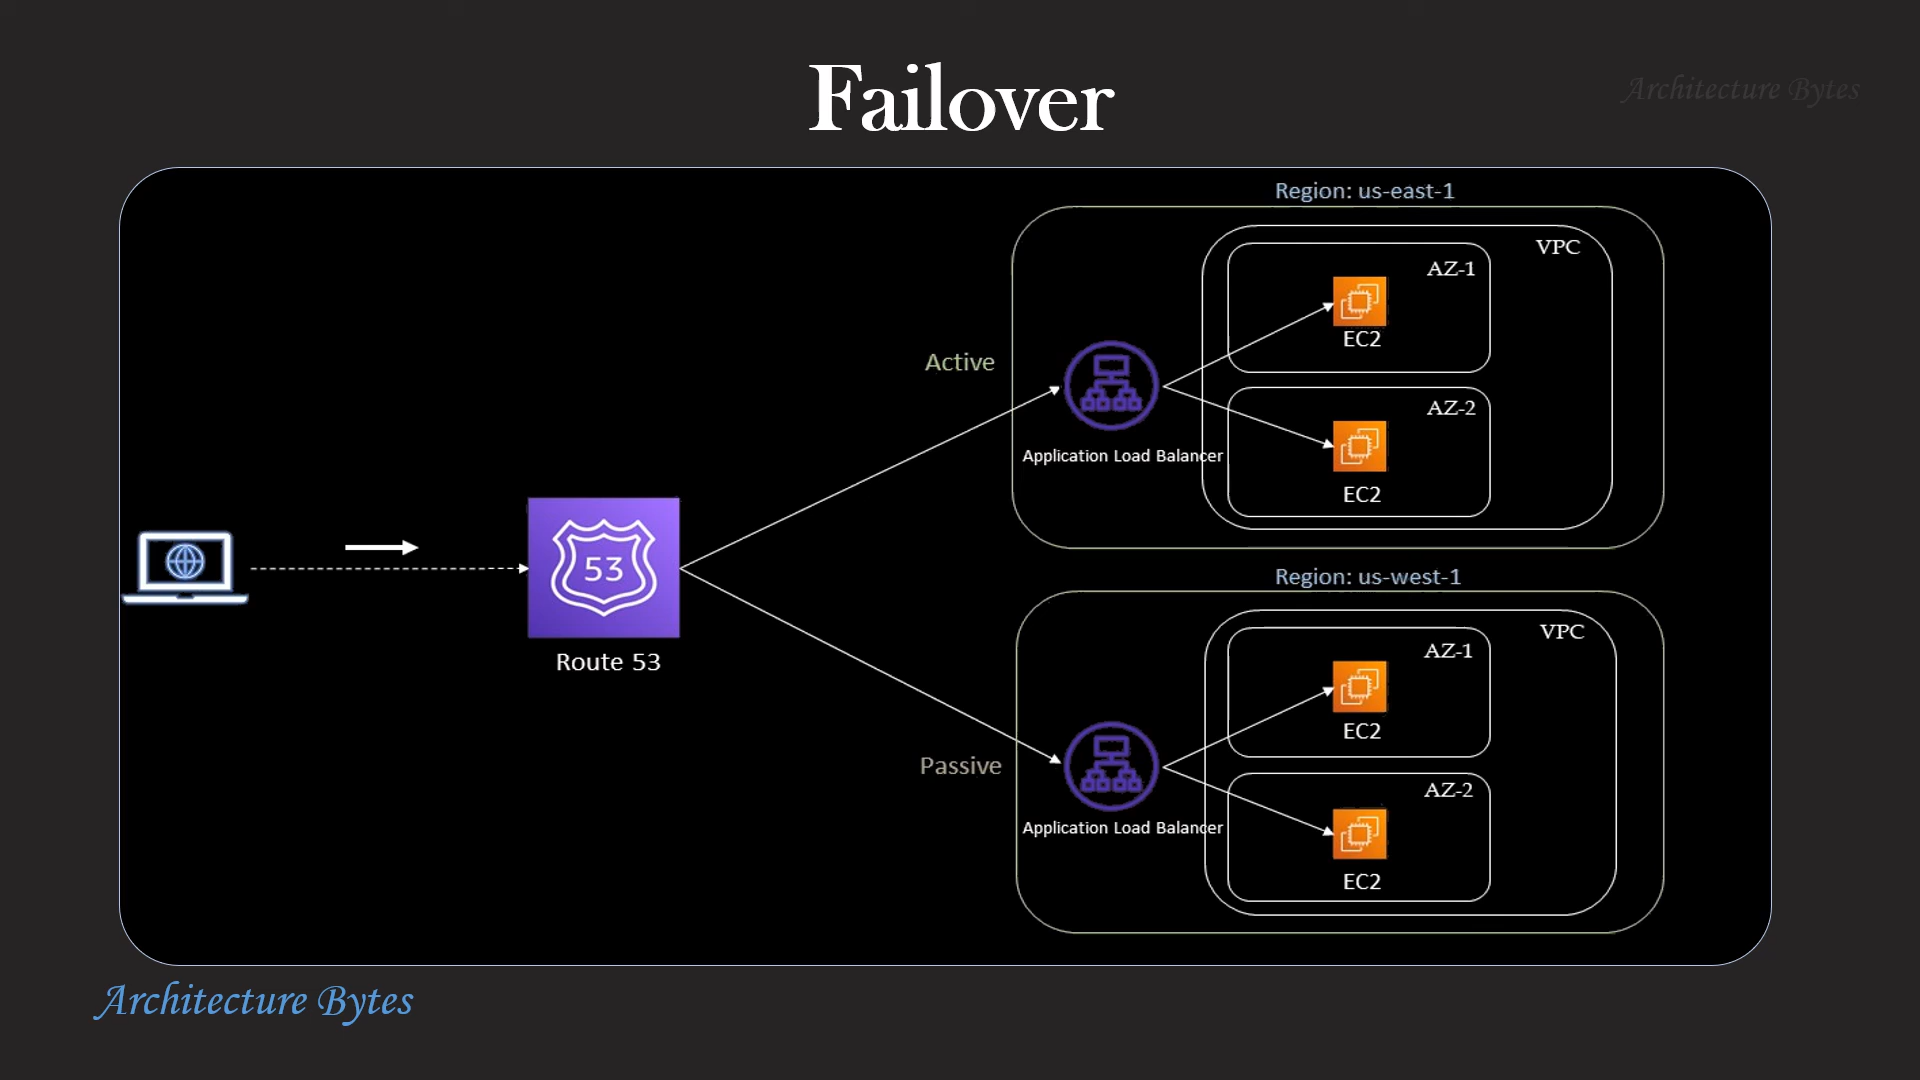 Failover
Architecture Bytes
Region: us-east-1
VPC
AZ-1
EC2
Active
AZ-2
Application Load Balancer
EC2
53
Route 53
Region: us-west-1
VPC
AZ-1
EC2
Passive
AZ-2
Application Load Balancer
EC2
Architecture Bytes